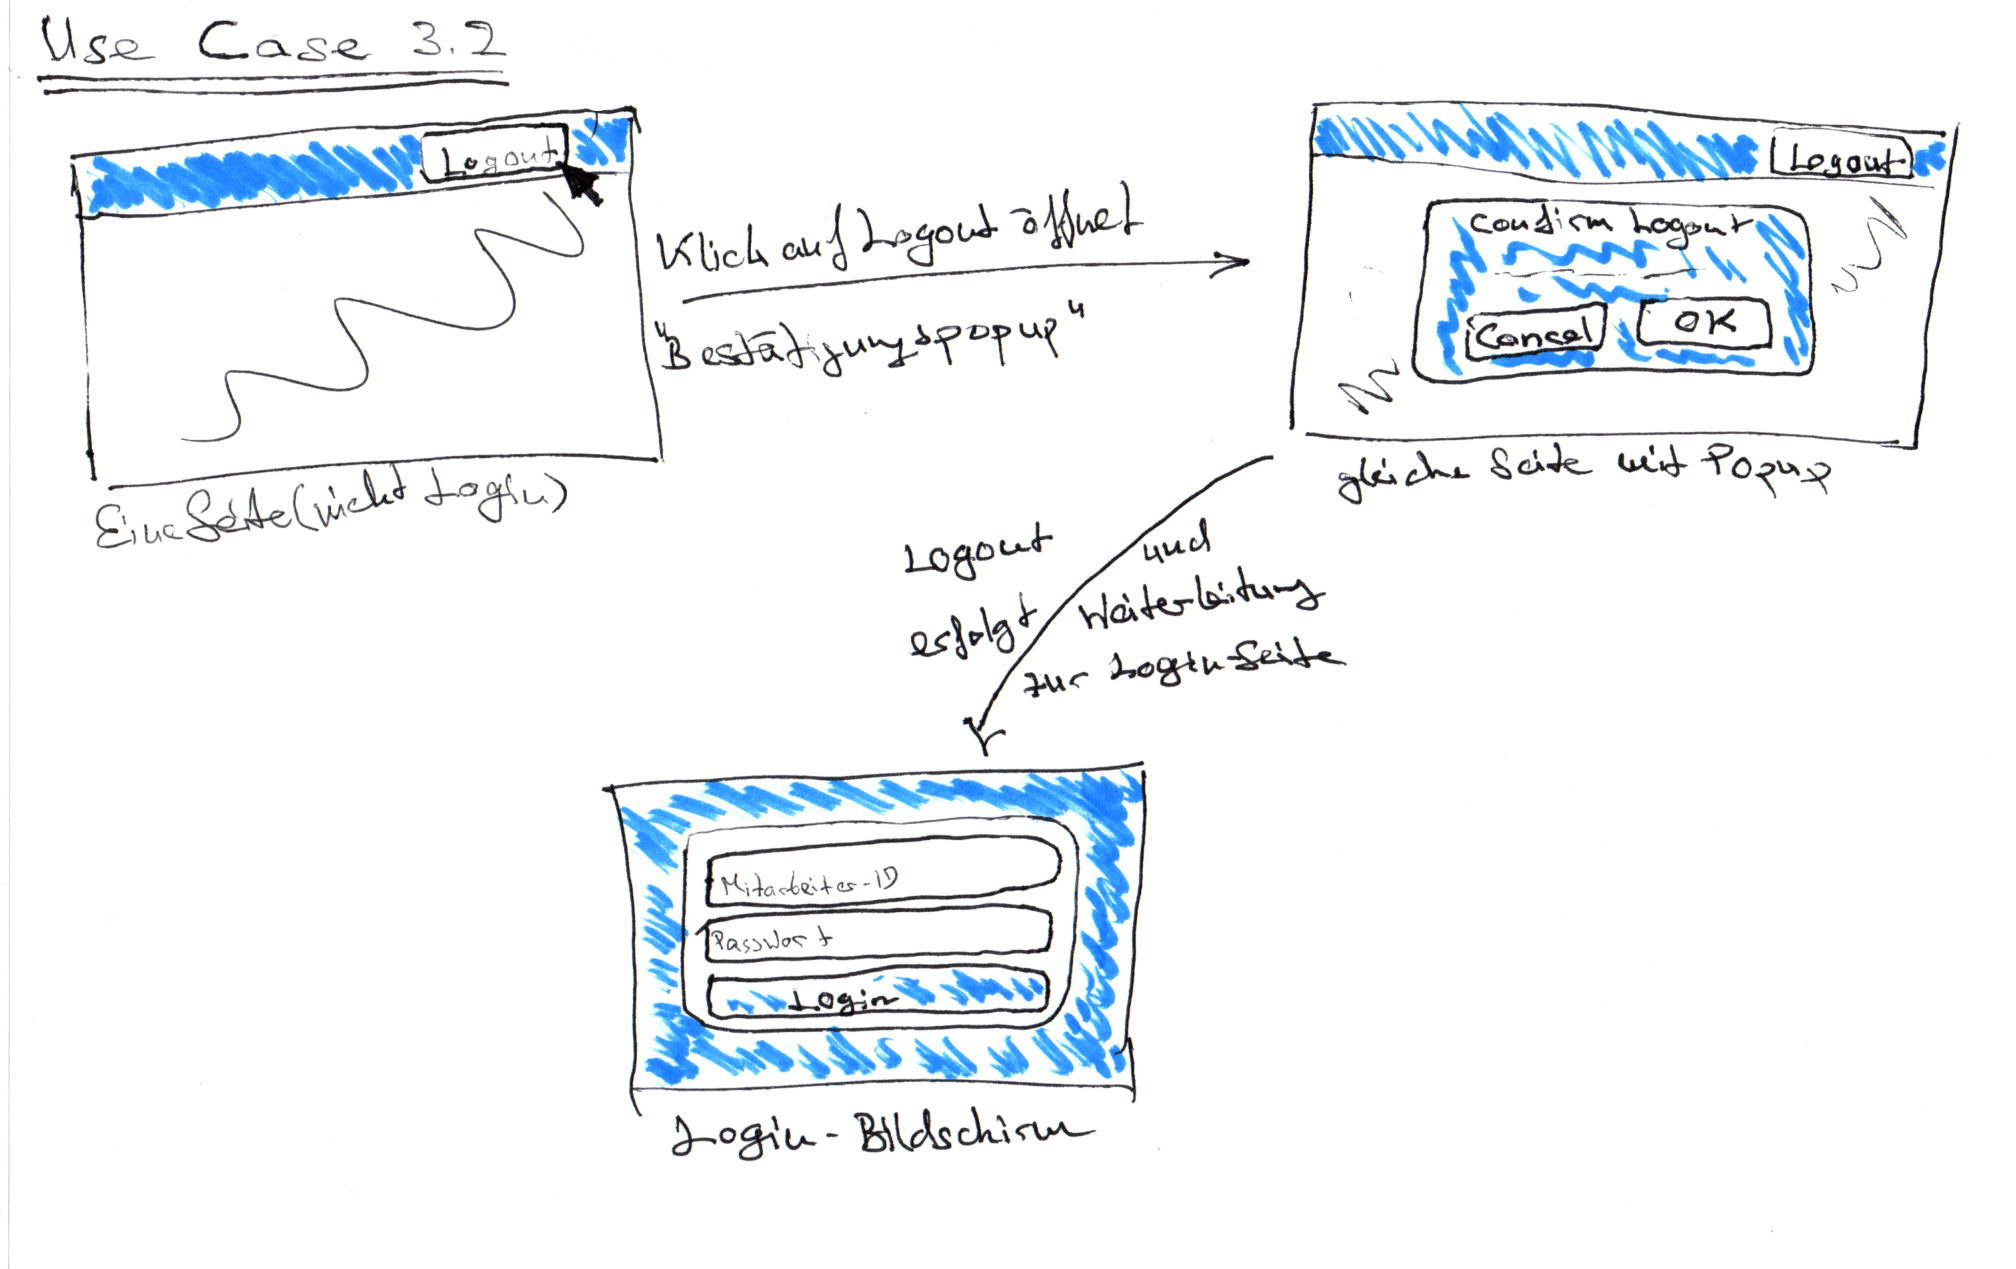 Use Case 3.2
Logout
Klick auf Logout öffnet
"Bestätigungspopup"
Eine Seite (nicht Login)
Logout
Confirm Logout
Cancel
OK
gleiche Seite mit Popup
Logout und
erfolgt Weiterleitung
zur Login-Seite
Mitarbeiter-ID
Passwort
Login
Login-Bildschirm